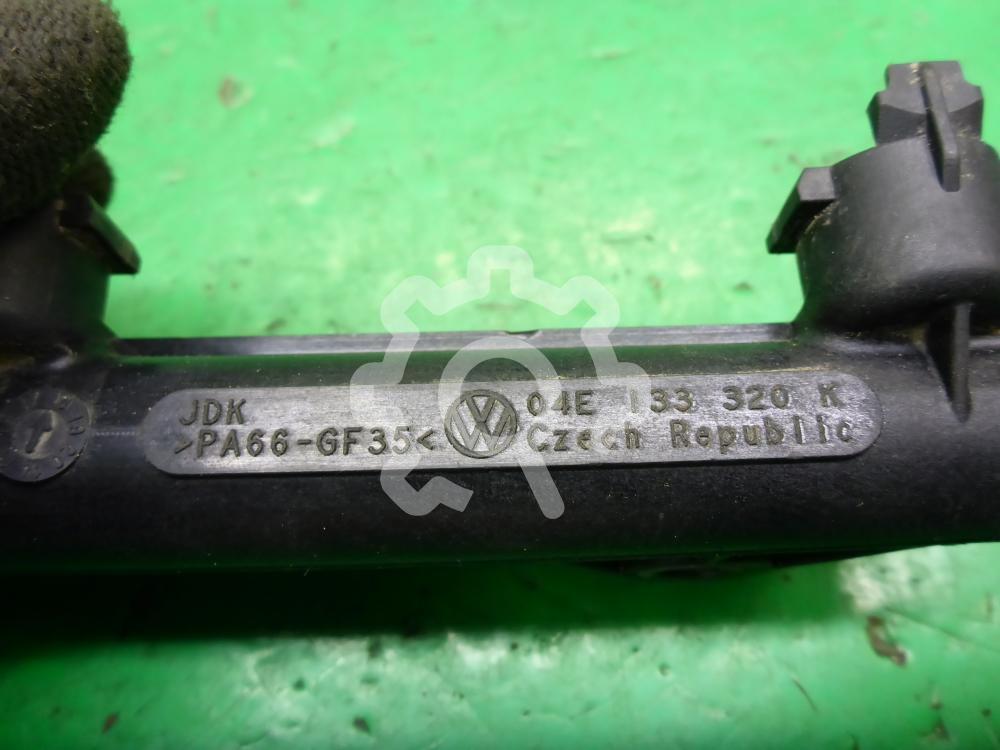 JDK
>PA66-GF35<
04E 133 320 K
Czech Republic